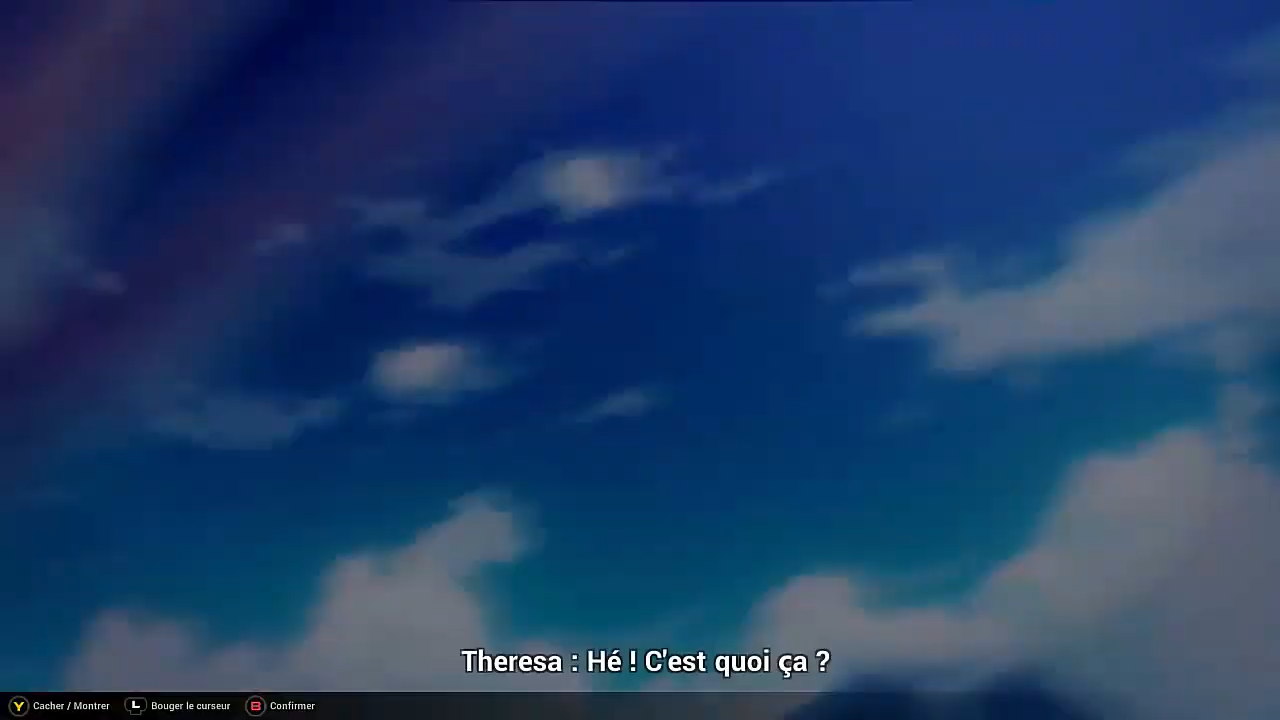 Theresa : Hé ! C'est quoi ça ?
Y Cacher / Montrer L Bouger le curseur B Confirmer